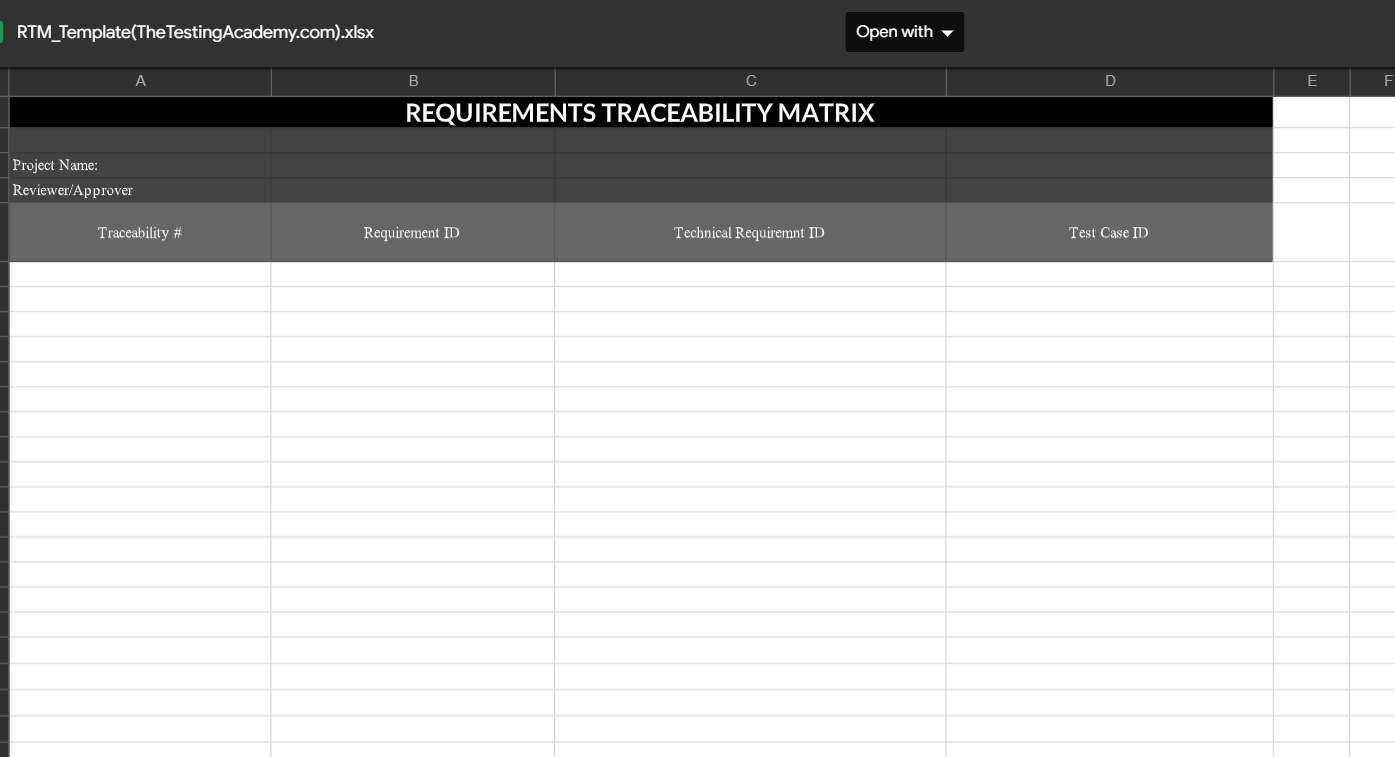 RTM_Template(TheTestingAcademy.com).xlsx
Open with
A B C D E F
REQUIREMENTS TRACEABILITY MATRIX
Project Name:
Reviewer/Approver
Traceability # Requirement ID Technical Requiremnt ID Test Case ID